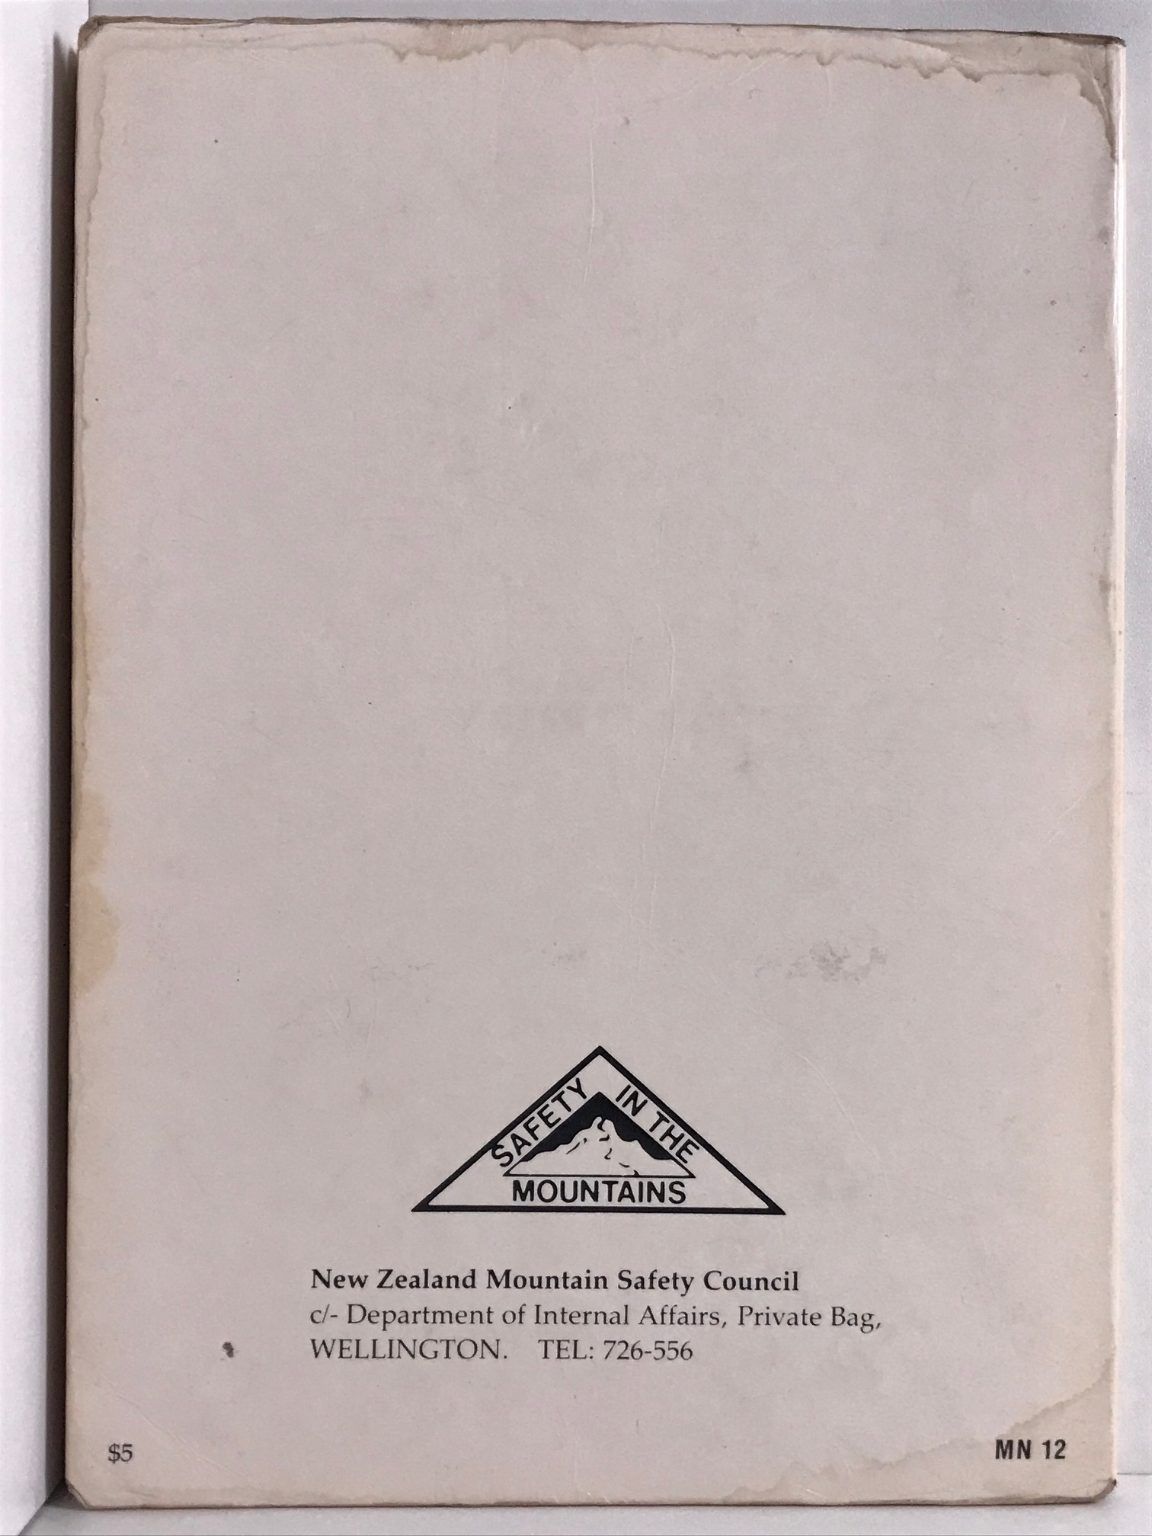 SAFETY IN THE
MOUNTAINS
New Zealand Mountain Safety Council
c/- Department of Internal Affairs, Private Bag,
WELLINGTON. TEL: 726-556
$5
MN 12